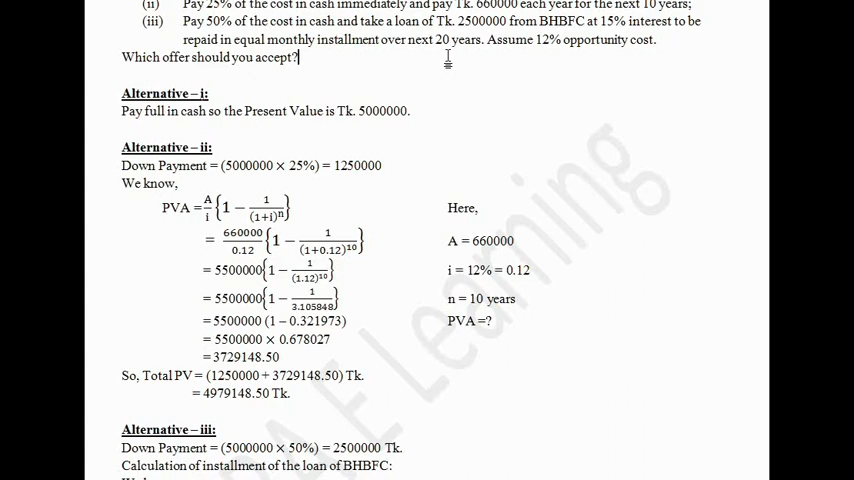 (ii) Pay 25% of the cost in cash immediately and pay Tk. 660000 each year for the next 10 years;
(iii) Pay 50% of the cost in cash and take a loan of Tk. 2500000 from BHBFC at 15% interest to be
repaid in equal monthly installment over next 20 years. Assume 12% opportunity cost.
Which offer should you accept?
Alternative – i:
Pay full in cash so the Present Value is Tk. 5000000.
Alternative – ii:
Down Payment = (5000000 × 25%) = 1250000
We know,
PVA = A/i {1 − 1/(1+i)^n} Here,
= 660000/0.12 {1 − 1/(1+0.12)^10} A = 660000
= 5500000{1 − 1/(1.12)^10} i = 12% = 0.12
= 5500000{1 − 1/3.105848} n = 10 years
= 5500000 (1 – 0.321973) PVA =?
= 5500000 × 0.678027
= 3729148.50
So, Total PV = (1250000 + 3729148.50) Tk.
= 4979148.50 Tk.
Alternative – iii:
Down Payment = (5000000 × 50%) = 2500000 Tk.
Calculation of installment of the loan of BHBFC:
E Learning